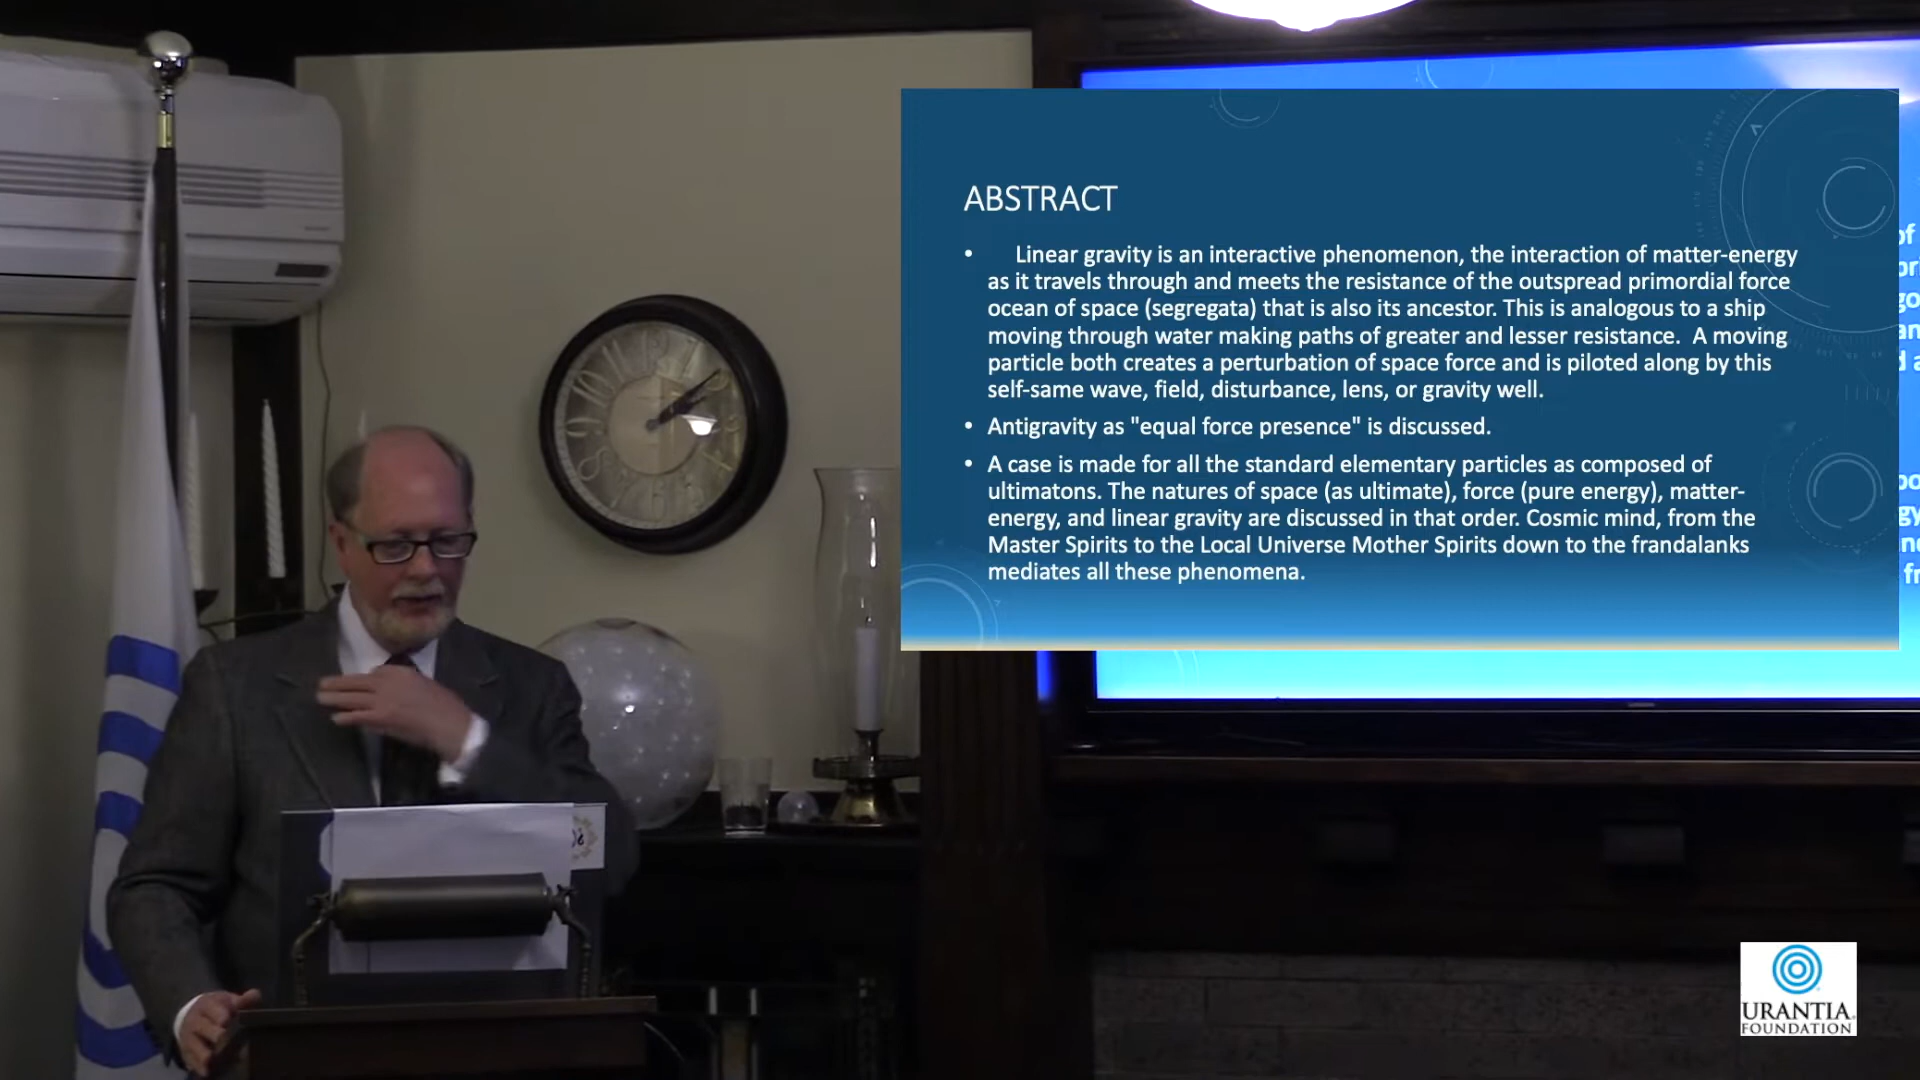 ABSTRACT
• Linear gravity is an interactive phenomenon, the interaction of matter-energy
as it travels through and meets the resistance of the outspread primordial force
ocean of space (segregata) that is also its ancestor. This is analogous to a ship
moving through water making paths of greater and lesser resistance. A moving
particle both creates a perturbation of space force and is piloted along by this
self-same wave, field, disturbance, lens, or gravity well.
• Antigravity as "equal force presence" is discussed.
• A case is made for all the standard elementary particles as composed of
ultimatons. The natures of space (as ultimate), force (pure energy), matter-
energy, and linear gravity are discussed in that order. Cosmic mind, from the
Master Spirits to the Local Universe Mother Spirits down to the frandalanks
mediates all these phenomena.
of
URANTIA
FOUNDATION